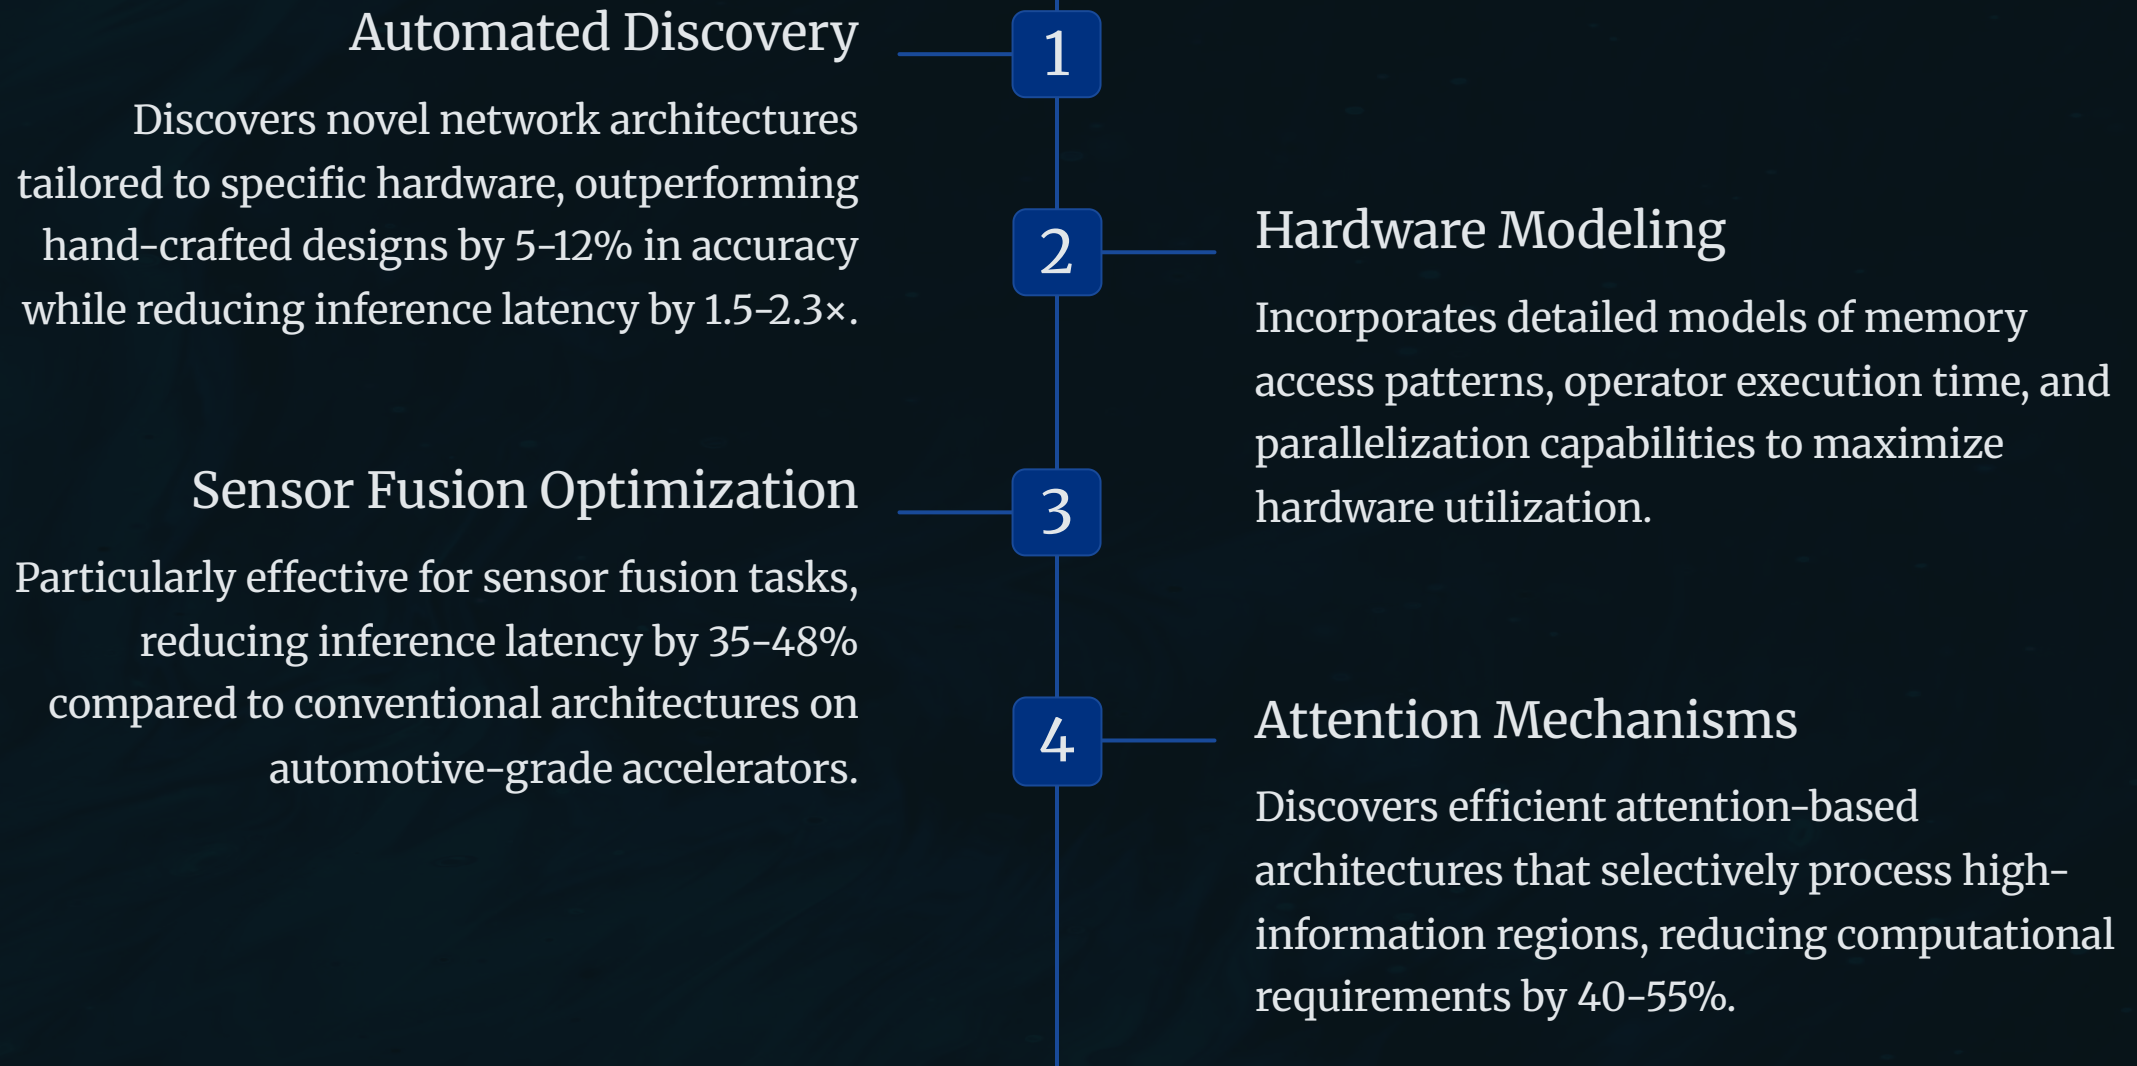 Automated Discovery
1
Discovers novel network architectures
tailored to specific hardware, outperforming
hand-crafted designs by 5-12% in accuracy
while reducing inference latency by 1.5-2.3×.
2
Hardware Modeling
Incorporates detailed models of memory
access patterns, operator execution time, and
parallelization capabilities to maximize
hardware utilization.
Sensor Fusion Optimization
3
Particularly effective for sensor fusion tasks,
reducing inference latency by 35-48%
compared to conventional architectures on
automotive-grade accelerators.
4
Attention Mechanisms
Discovers efficient attention-based
architectures that selectively process high-
information regions, reducing computational
requirements by 40-55%.